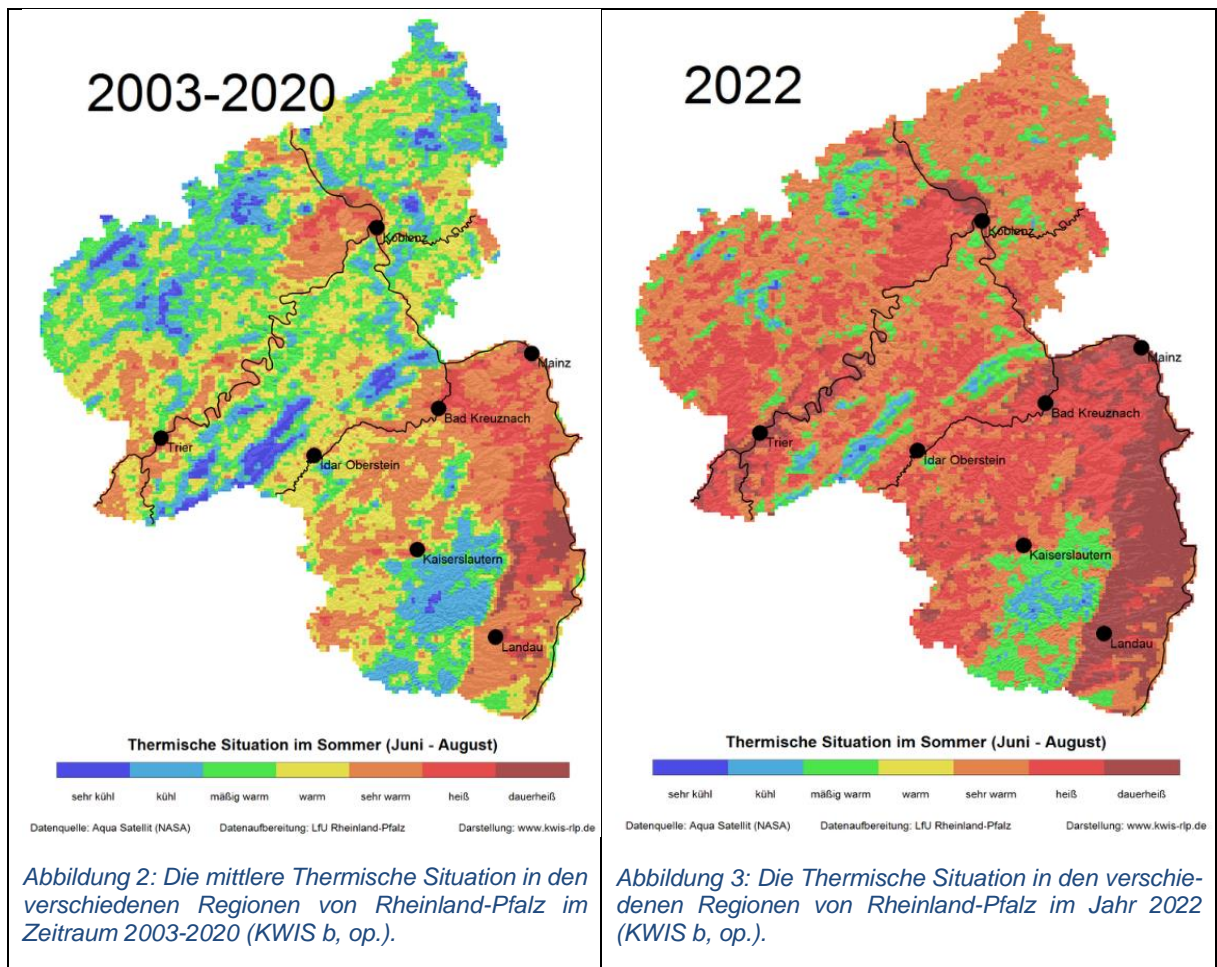 2003-2020
Koblenz
Mainz
Bad Kreuznach
Trier
Idar Oberstein
Kaiserslautern
Landau
Thermische Situation im Sommer (Juni - August)
sehr kühl kühl mäßig warm warm sehr warm heiß dauerheiß
Datenquelle: Aqua Satellit (NASA) Datenaufbereitung: LfU Rheinland-Pfalz Darstellung: www.kwis-rlp.de
Abbildung 2: Die mittlere Thermische Situation in den
verschiedenen Regionen von Rheinland-Pfalz im
Zeitraum 2003-2020 (KWIS b, op.).
2022
Koblenz
Mainz
Bad Kreuznach
Trier
Idar Oberstein
Kaiserslautern
Landau
Thermische Situation im Sommer (Juni - August)
sehr kühl kühl mäßig warm warm sehr warm heiß dauerheiß
Datenquelle: Aqua Satellit (NASA) Datenaufbereitung: LfU Rheinland-Pfalz Darstellung: www.kwis-rlp.de
Abbildung 3: Die Thermische Situation in den verschie-
denen Regionen von Rheinland-Pfalz im Jahr 2022
(KWIS b, op.).